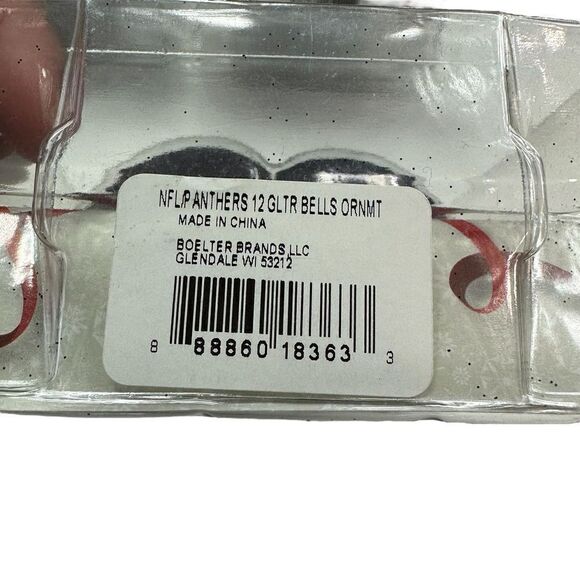 NFL/PANTHERS 12 GLTR BELLS ORNMT
MADE IN CHINA
BOELTER BRANDS,LLC
GLENDALE WI 53212
8 88860 18363 3